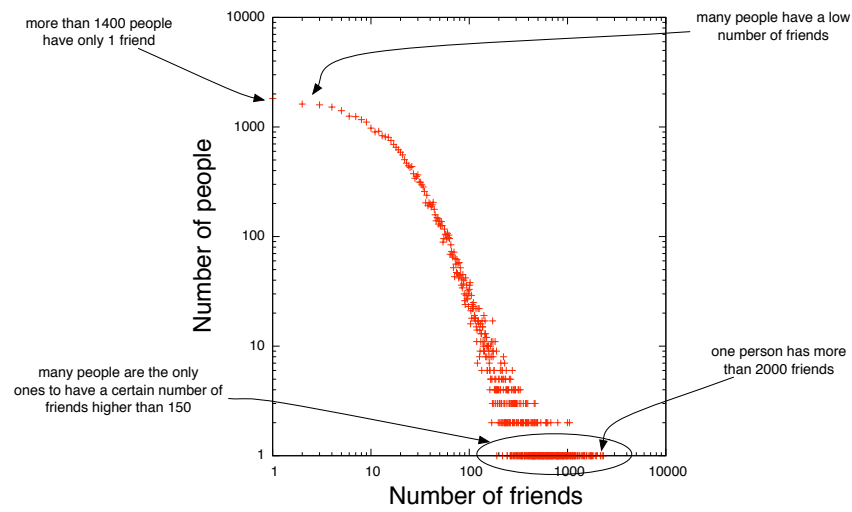 more than 1400 people
have only 1 friend
many people have a low
number of friends
10000
1000
100
10
1
Number of people
many people are the only
ones to have a certain number of
friends higher than 150
one person has more
than 2000 friends
1
10
100
1000
10000
Number of friends